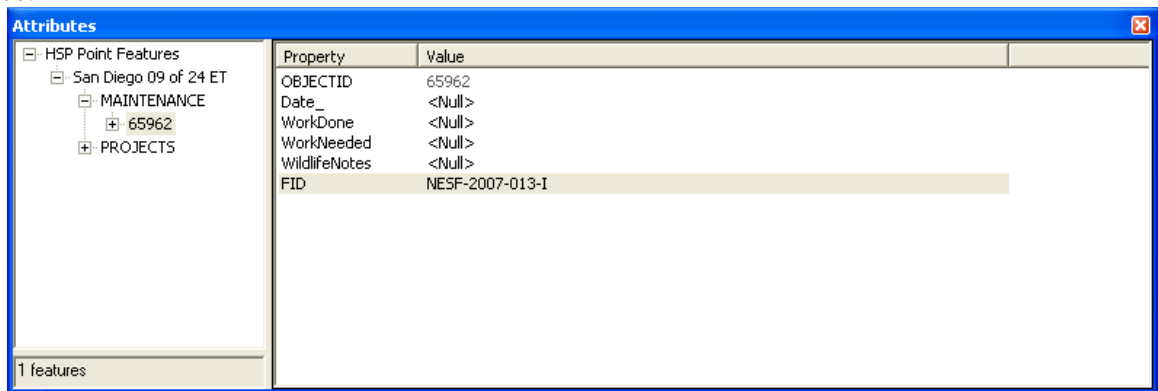 Attributes
HSP Point Features
San Diego 09 of 24 ET
MAINTENANCE
65962
PROJECTS
1 features
Property Value
OBJECTID 65962
Date_ <Null>
WorkDone <Null>
WorkNeeded <Null>
WildlifeNotes <Null>
FID NESF-2007-013-I